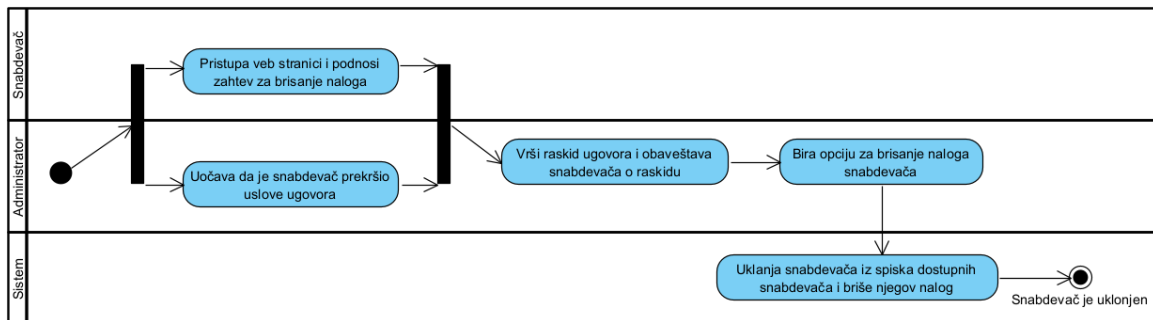 Snabdevač
Pristupa veb stranici i podnosi
zahtev za brisanje naloga
Administrator
Uočava da je snabdevač prekršio
uslove ugovora
Vrši raskid ugovora i obaveštava
snabdevača o raskidu
Bira opciju za brisanje naloga
snabdevača
Sistem
Uklanja snabdevača iz spiska dostupnih
snabdevača i briše njegov nalog
Snabdevač je uklonjen